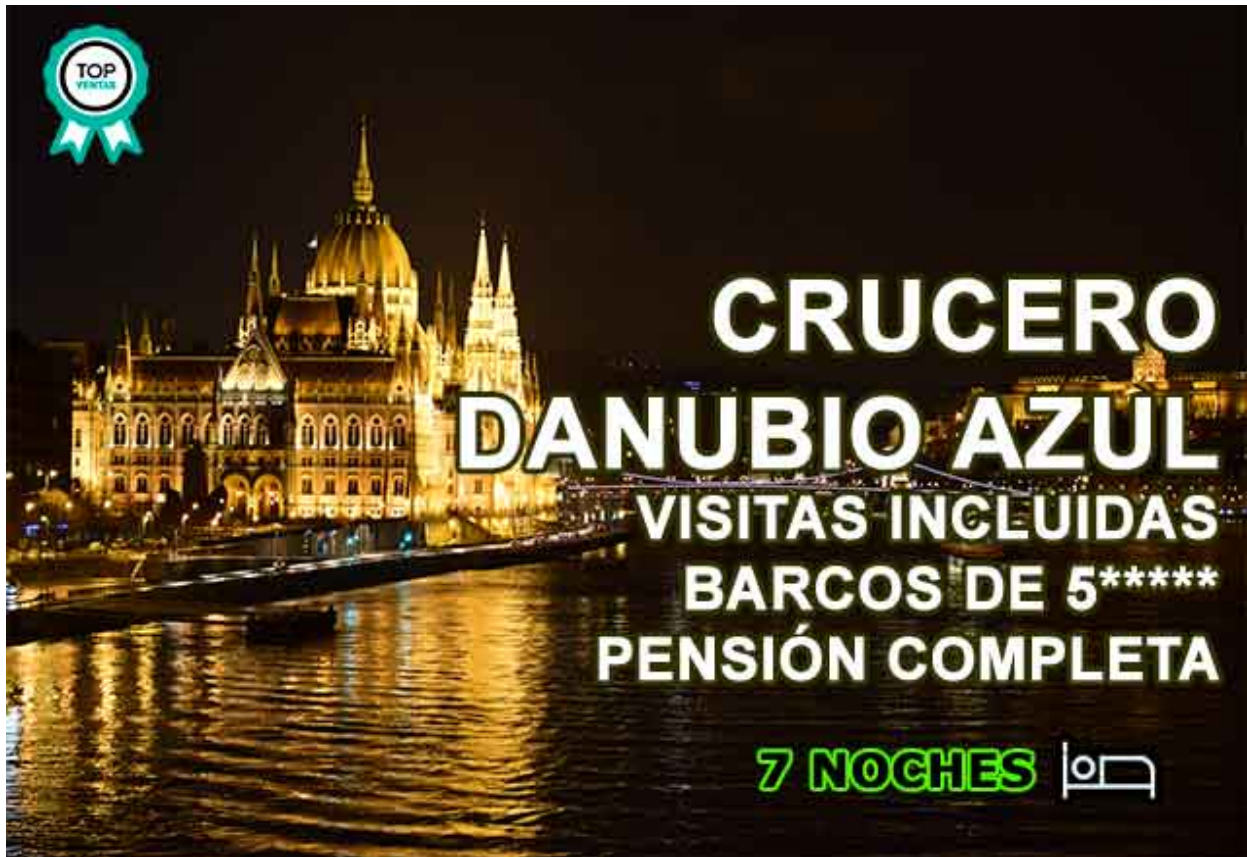 TOP
VENTAS
CRUCERO
DANUBIO AZUL
VISITAS INCLUIDAS
BARCOS DE 5*****
PENSIÓN COMPLETA
7 NOCHES